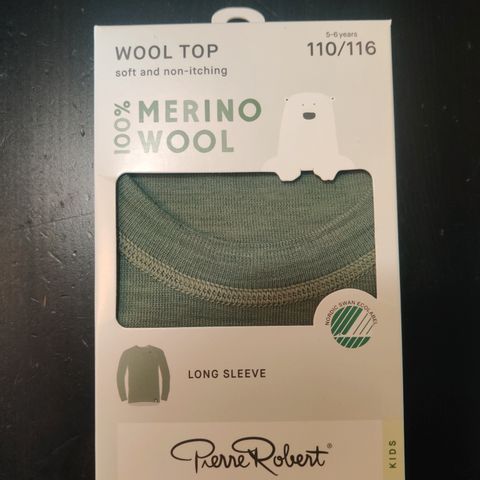 5-6 years
WOOL TOP
110/116
soft and non-itching
100%
MERINO
WOOL
NORDIC SWAN ECOLABEL
LONG SLEEVE
Pierre Robert®
KIDS